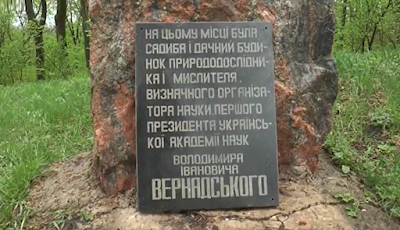 НА ЦЬОМУ МІСЦІ БУЛА
САДИБА І ДАЧНИЙ БУДИ-
НОК ПРИРОДОДОСЛІДНИ-
КА І МИСЛИТЕЛЯ,
ВИЗНАЧНОГО ОРГАНІЗА-
ТОРА НАУКИ ПЕРШОГО
ПРЕЗИДЕНТА УКРАЇНСЬ-
КОЇ АКАДЕМІЇ НАУК
ВОЛОДИМИРА
ІВАНОВИЧА
ВЕРНАДСЬКОГО